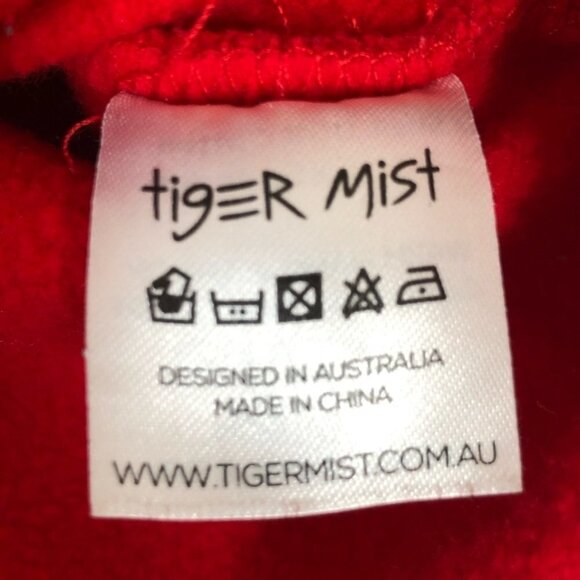 tigER Mist
DESIGNED IN AUSTRALIA
MADE IN CHINA
WWW.TIGERMIST.COM.AU